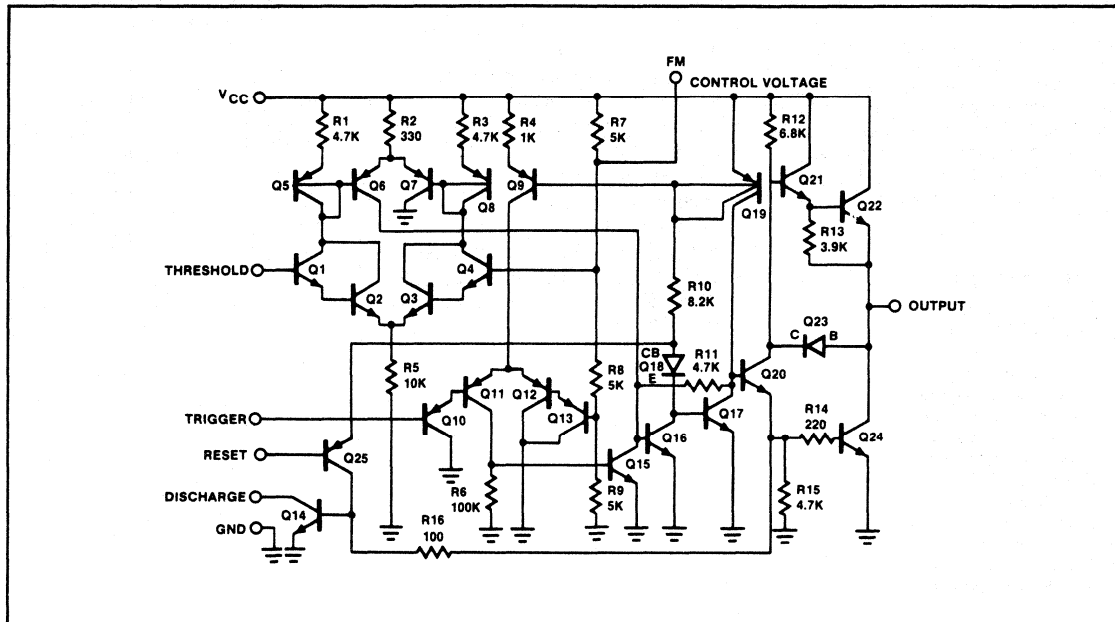 FM
CONTROL VOLTAGE
VCC
R1
4.7K
R2
330
R3
4.7K
R4
1K
R7
5K
R12
6.8K
Q5
Q6
Q7
Q8
Q9
Q19
Q21
Q22
R13
3.9K
THRESHOLD
Q1
Q2
Q3
Q4
R10
8.2K
OUTPUT
Q23
C
B
CB
Q18
E
R11
4.7K
Q20
R5
10K
R8
5K
Q11
Q12
Q13
TRIGGER
Q10
Q17
Q16
R14
220
Q24
RESET
Q25
Q15
R6
100K
R9
5K
R15
4.7K
DISCHARGE
Q14
GND
R16
100